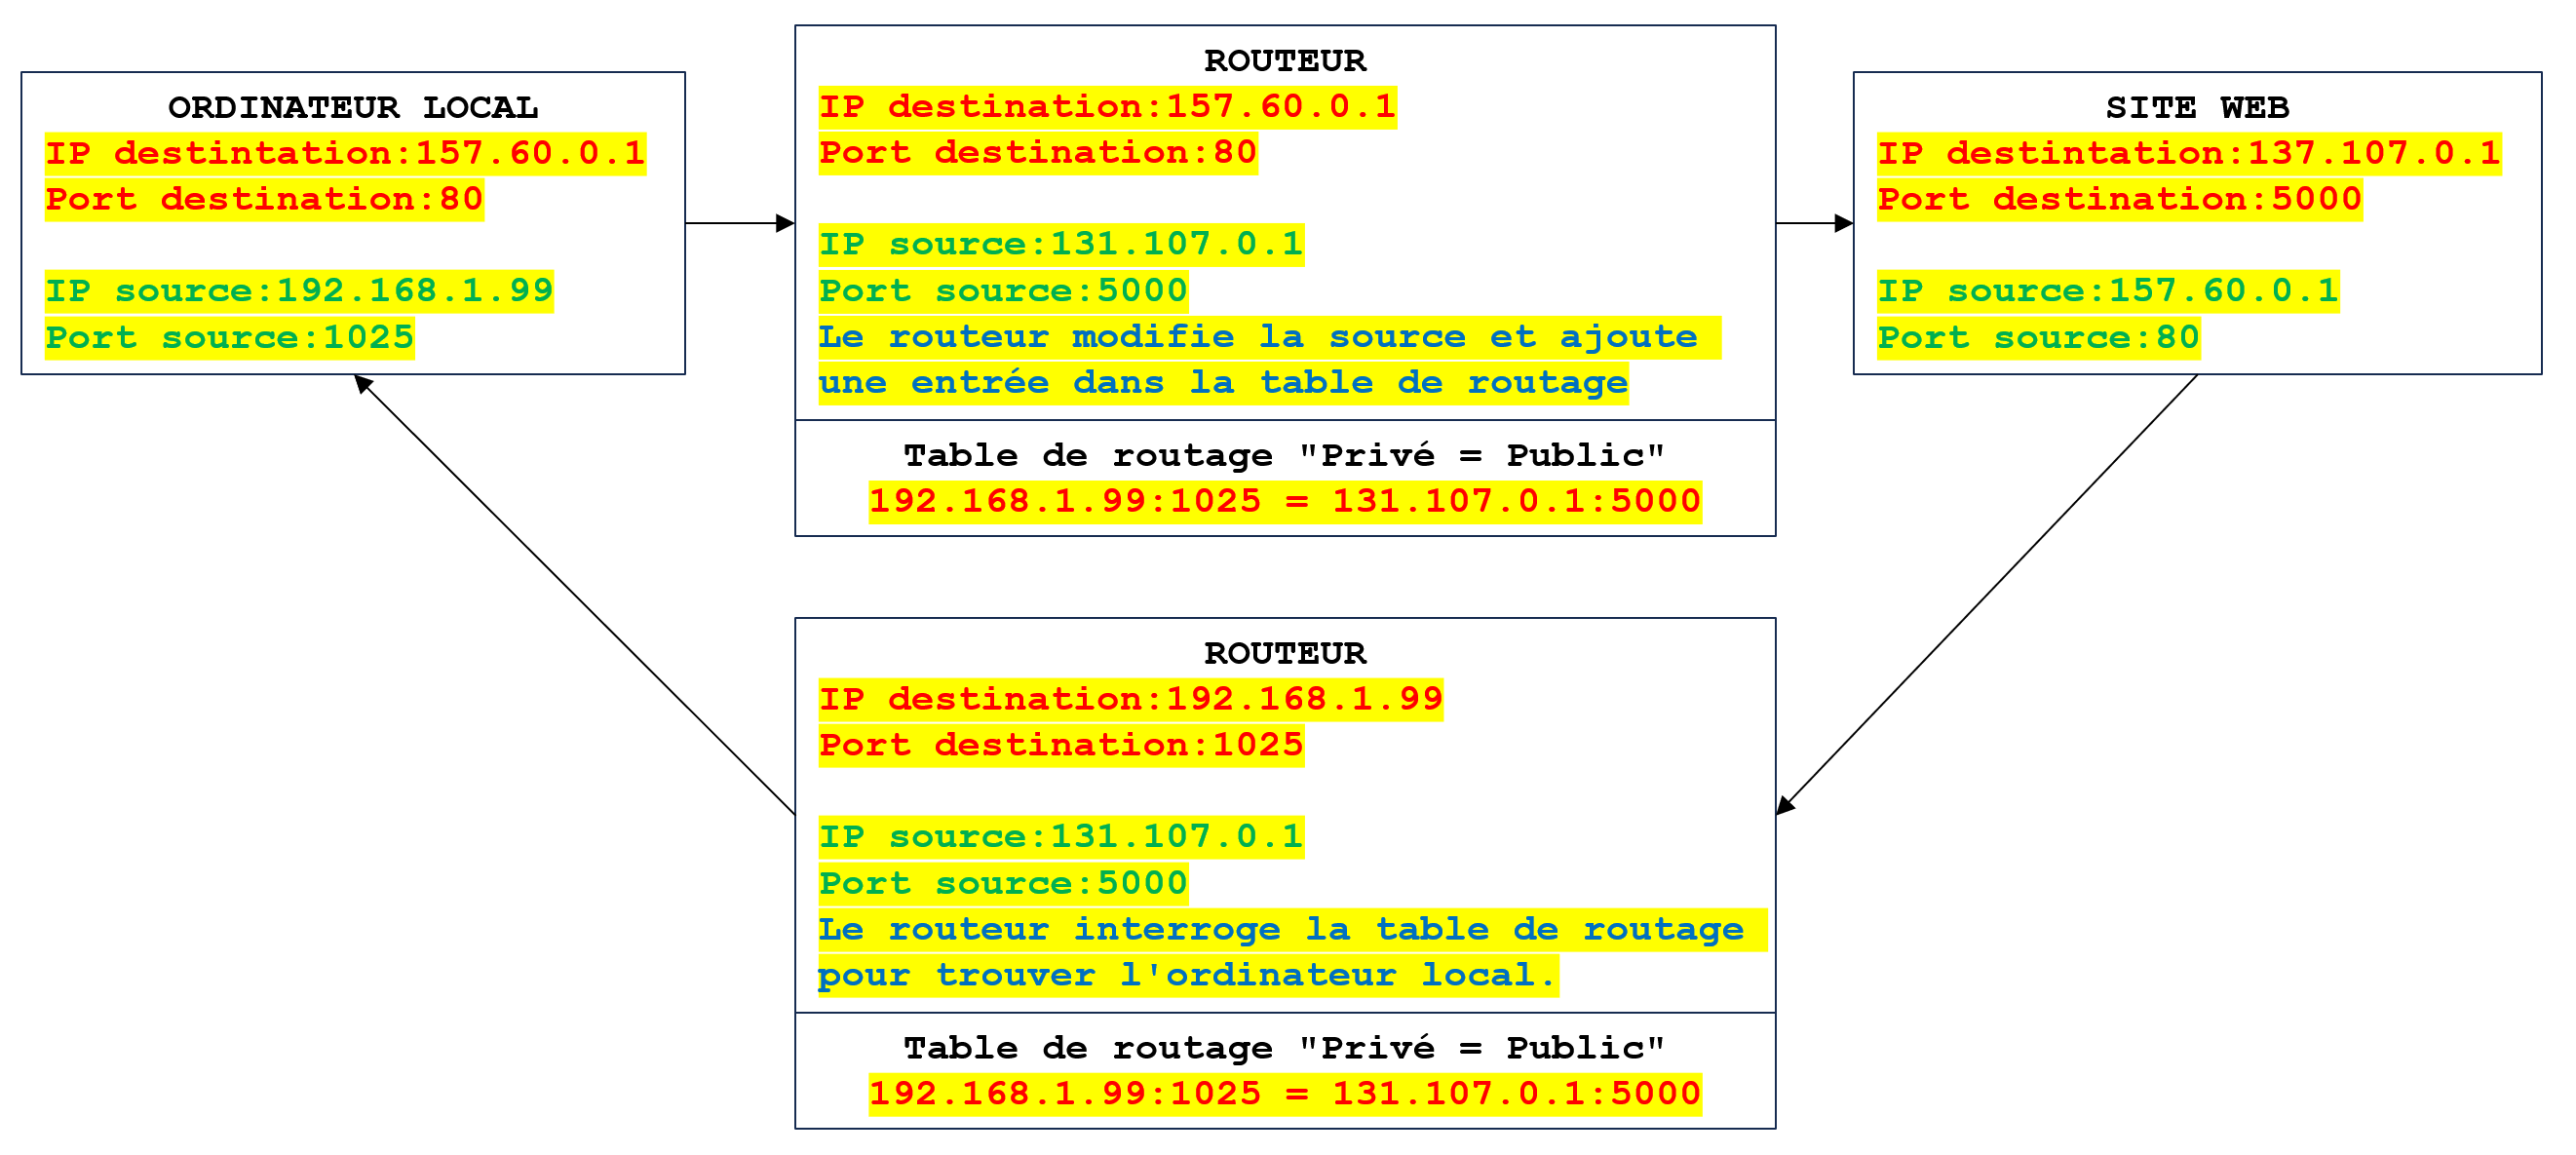 ORDINATEUR LOCAL
IP destintation:157.60.0.1
Port destination:80
IP source:192.168.1.99
Port source:1025
ROUTEUR
IP destination:157.60.0.1
Port destination:80
IP source:131.107.0.1
Port source:5000
Le routeur modifie la source et ajoute
une entrée dans la table de routage
Table de routage "Privé = Public"
192.168.1.99:1025 = 131.107.0.1:5000
SITE WEB
IP destintation:137.107.0.1
Port destination:5000
IP source:157.60.0.1
Port source:80
ROUTEUR
IP destination:192.168.1.99
Port destination:1025
IP source:131.107.0.1
Port source:5000
Le routeur interroge la table de routage
pour trouver l'ordinateur local.
Table de routage "Privé = Public"
192.168.1.99:1025 = 131.107.0.1:5000